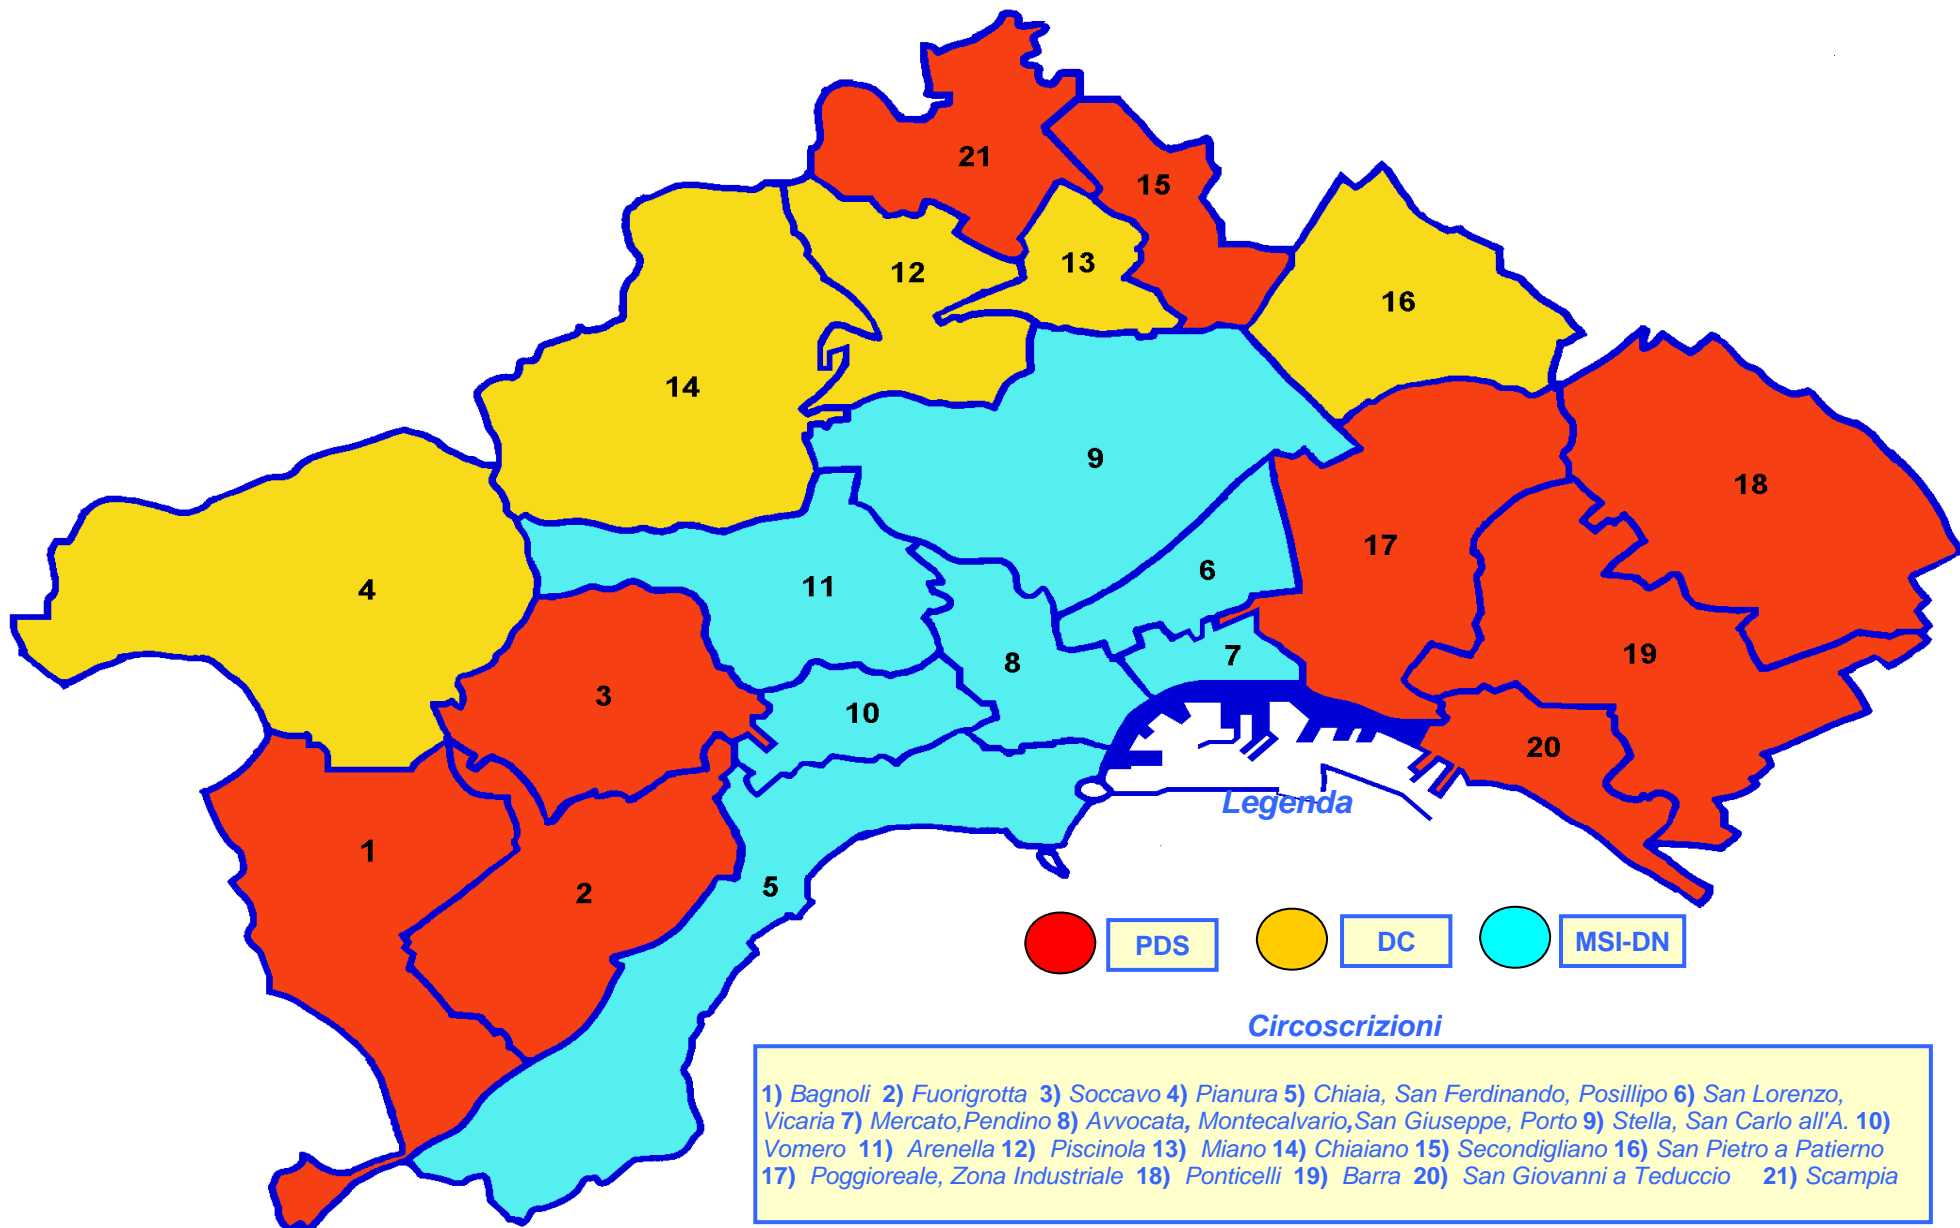 21
15
12
13
16
14
9
18
17
4
11
6
8
7
19
3
10
20
Legenda
1
2
5
PDS
DC
MSI-DN
Circoscrizioni
1) Bagnoli 2) Fuorigrotta 3) Soccavo 4) Pianura 5) Chiaia, San Ferdinando, Posillipo 6) San Lorenzo,
Vicaria 7) Mercato,Pendino 8) Avvocata, Montecalvario,San Giuseppe, Porto 9) Stella, San Carlo all'A. 10)
Vomero 11) Arenella 12) Piscinola 13) Miano 14) Chiaiano 15) Secondigliano 16) San Pietro a Patierno
17) Poggioreale, Zona Industriale 18) Ponticelli 19) Barra 20) San Giovanni a Teduccio 21) Scampia